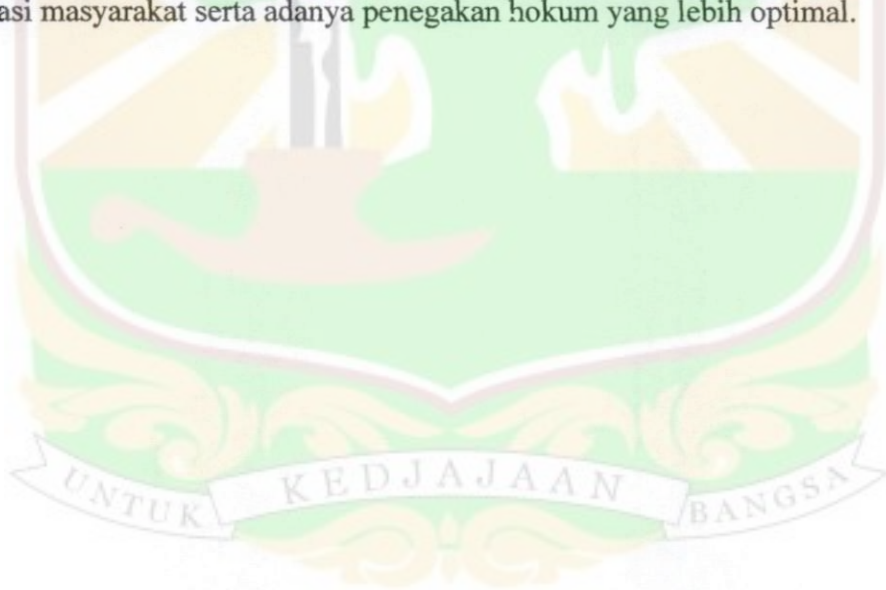 asi masyarakat serta adanya penegakan hokum yang lebih optimal.
UNTUK KEDJAJAAN BANGSA